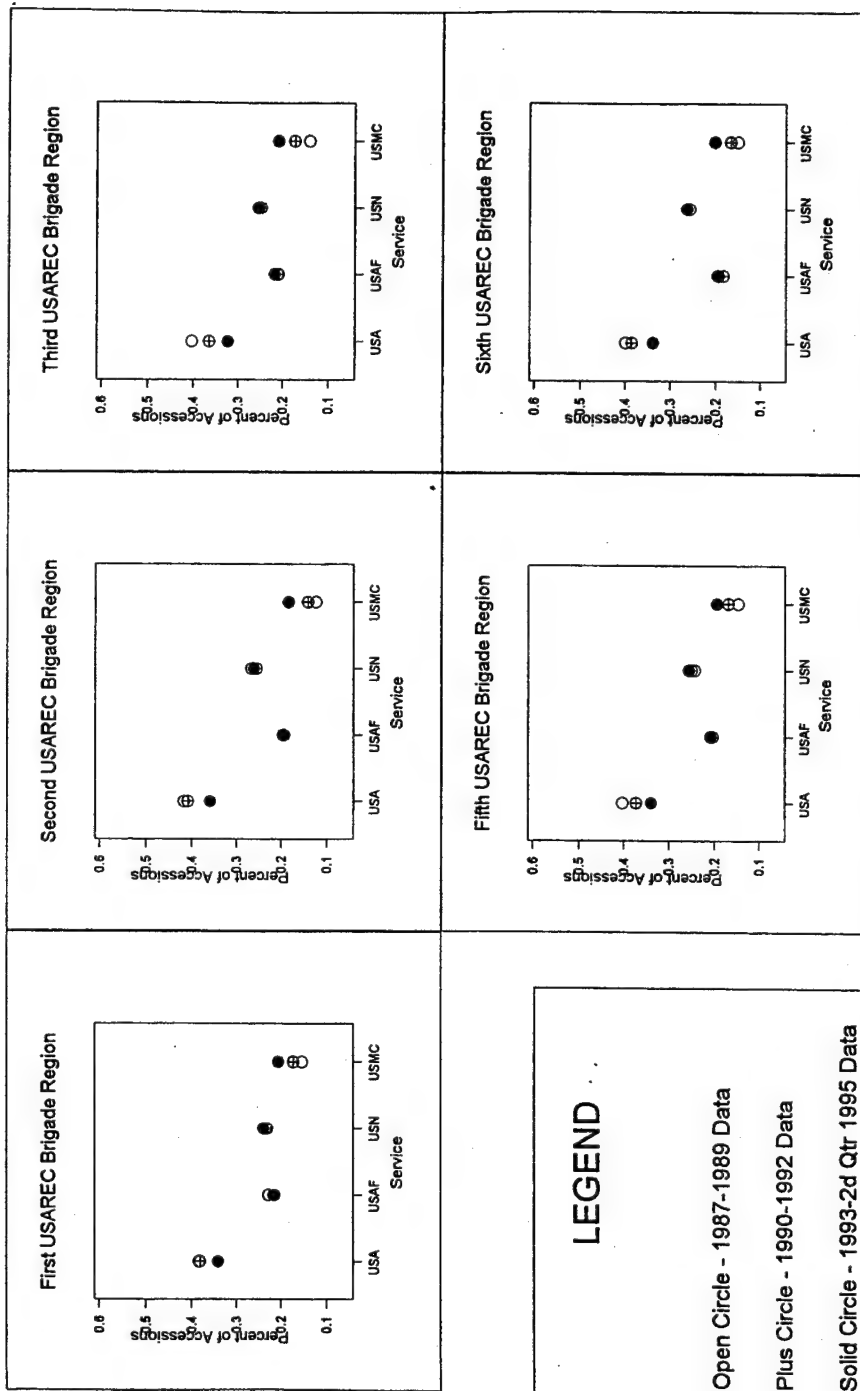 First USAREC Brigade Region
0.6
0.5
0.4
0.3
0.2
0.1
Percent of Accessions
USA USAF USN USMC
Service
Second USAREC Brigade Region
0.6
0.5
0.4
0.3
0.2
0.1
Percent of Accessions
USA USAF USN USMC
Service
Third USAREC Brigade Region
0.6
0.5
0.4
0.3
0.2
0.1
Percent of Accessions
USA USAF USN USMC
Service
LEGEND
Open Circle - 1987-1989 Data
Plus Circle - 1990-1992 Data
Solid Circle - 1993-2d Qtr 1995 Data
Fifth USAREC Brigade Region
0.6
0.5
0.4
0.3
0.2
0.1
Percent of Accessions
USA USAF USN USMC
Service
Sixth USAREC Brigade Region
0.6
0.5
0.4
0.3
0.2
0.1
Percent of Accessions
USA USAF USN USMC
Service